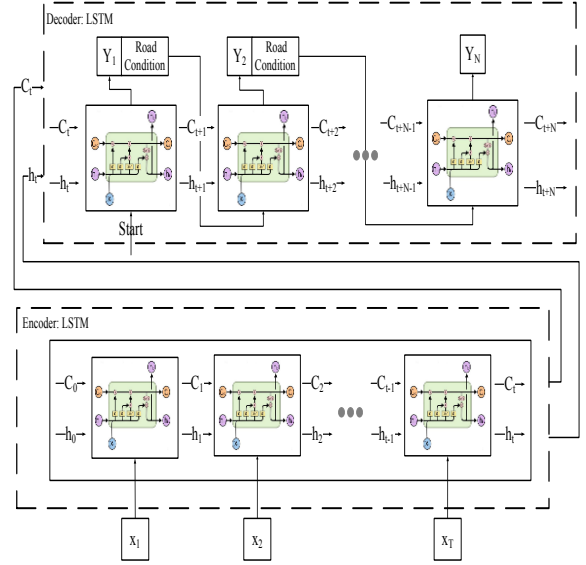 Decoder: LSTM
Y1 Road Condition
Y2 Road Condition
YN
Ct
Ct Ct+1 Ct+2 Ct+N-1 Ct+N
ht
ht ht+1 ht+2 ht+N-1 ht+N
Start
Encoder: LSTM
C0 C1 C2 Ct-1 Ct
h0 h1 h2 ht-1 ht
x1 x2 xT